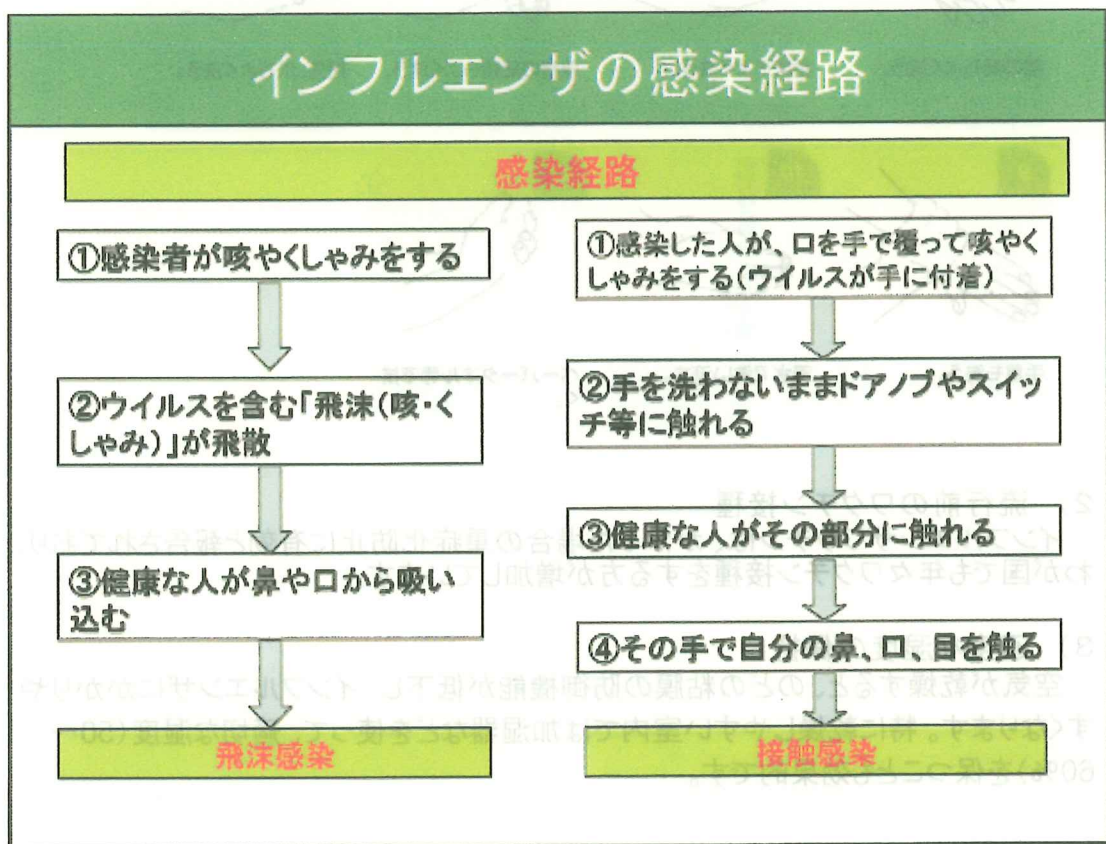 インフルエンザの感染経路
感染経路
①感染者が咳やくしゃみをする
②ウイルスを含む「飛沫(咳・く
しゃみ)」が飛散
③健康な人が鼻や口から吸い
込む
飛沫感染
①感染した人が、口を手で覆って咳やく
しゃみをする(ウイルスが手に付着)
②手を洗わないままドアノブやスイッ
チ等に触れる
③健康な人がその部分に触れる
④その手で自分の鼻、口、目を触る
接触感染